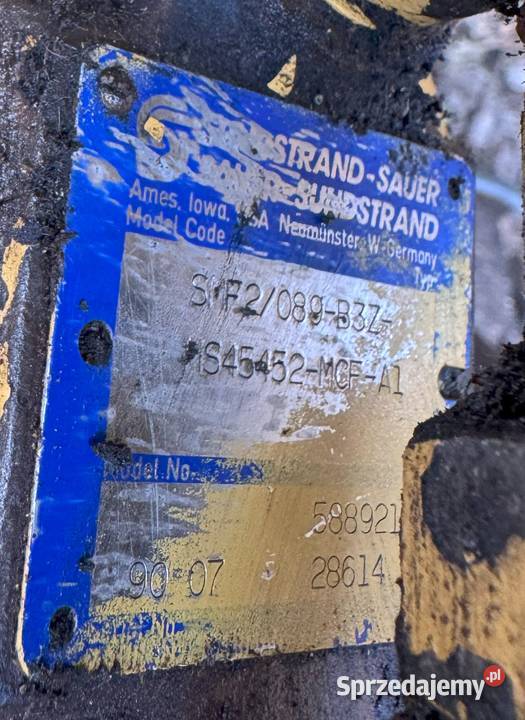 STRAND-SAUER
SUNDSTRAND
Ames. Iowa. Neumünster W-Germany
Model Code Typ
F2/089-B3Z-
S45452-MCF-A1
Model No.
588921
90 07 28614
Sprzedajemy.pl